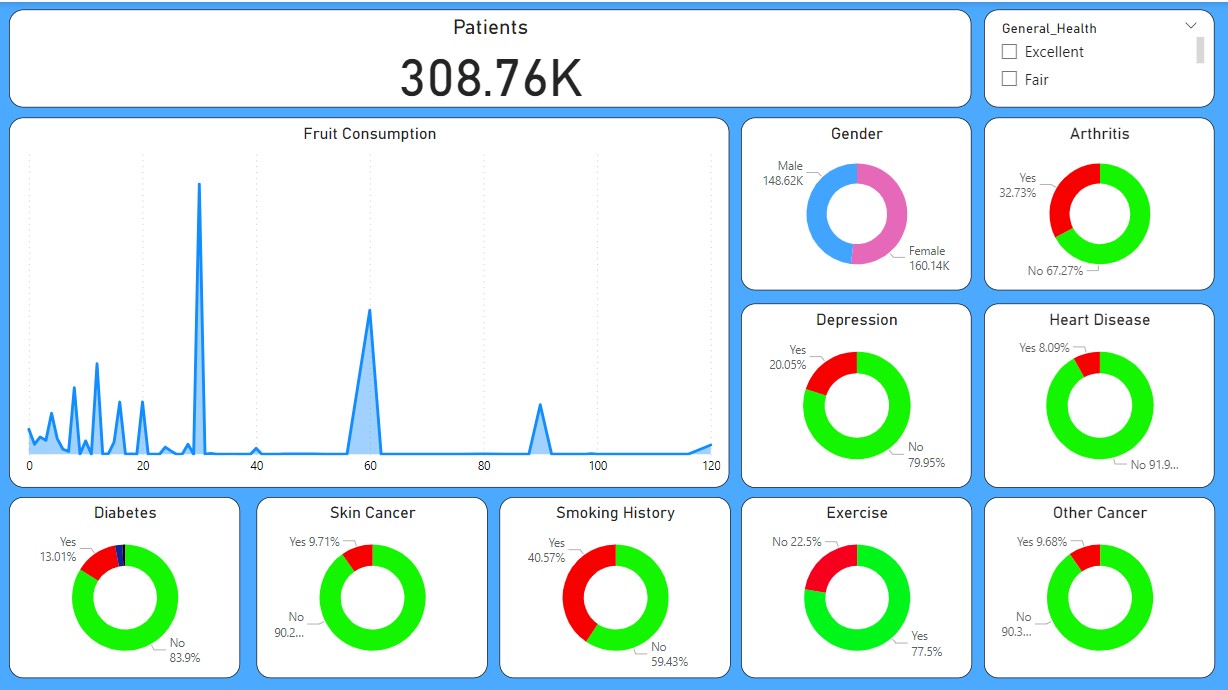 Patients
308.76K
General_Health
Excellent
Fair
Fruit Consumption
0 20 40 60 80 100 120
Gender
Male
148.62K
Female
160.14K
Arthritis
Yes
32.73%
No 67.27%
Depression
Yes
20.05%
No
79.95%
Heart Disease
Yes 8.09%
No 91.9...
Diabetes
Yes
13.01%
No
83.9%
Skin Cancer
Yes 9.71%
No
90.2...
Smoking History
Yes
40.57%
No
59.43%
Exercise
No 22.5%
Yes
77.5%
Other Cancer
Yes 9.68%
No
90.3...